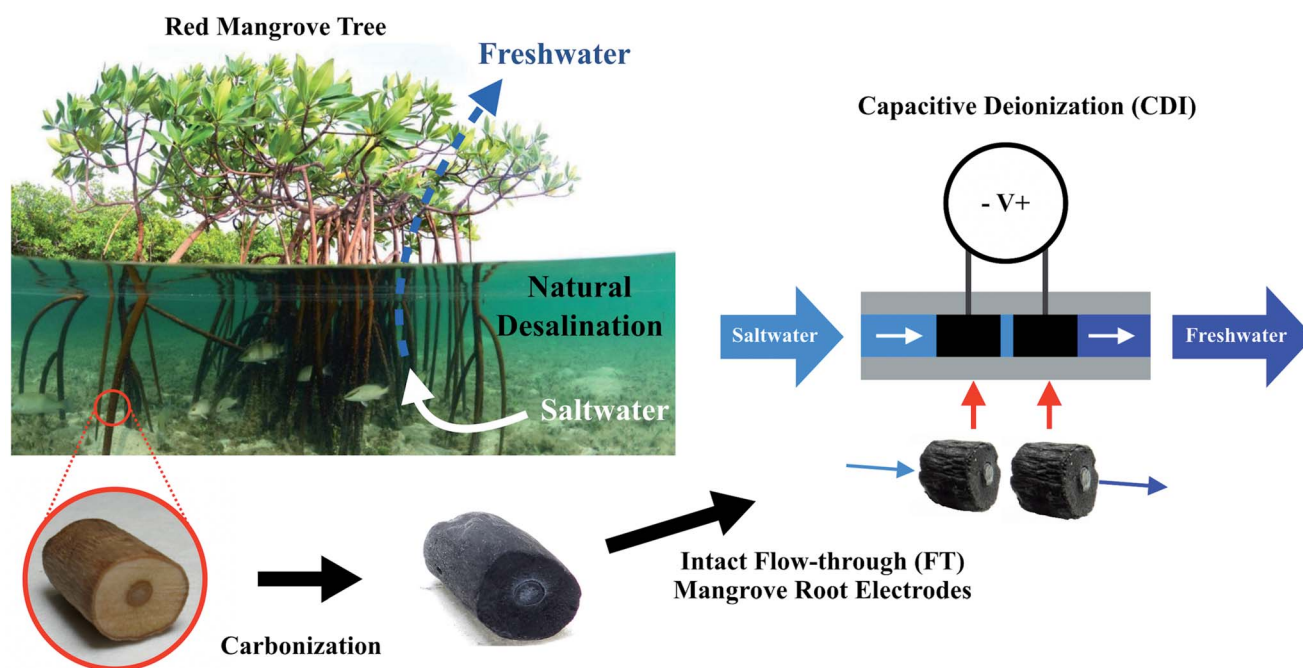 Red Mangrove Tree
Freshwater
Natural
Desalination
Saltwater
Carbonization
Intact Flow-through (FT)
Mangrove Root Electrodes
Capacitive Deionization (CDI)
- V+
Saltwater
Freshwater